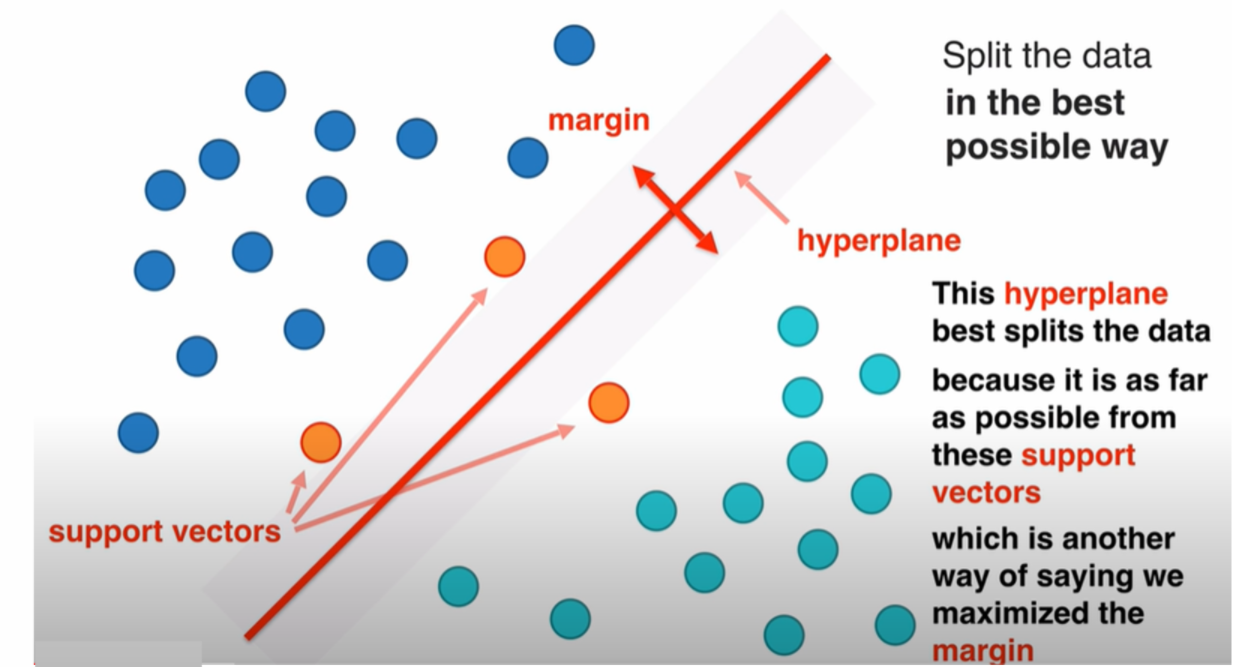 Split the data
in the best
possible way
margin
hyperplane
This hyperplane
best splits the data
because it is as far
as possible from
these support
vectors
support vectors
which is another
way of saying we
maximized the
margin